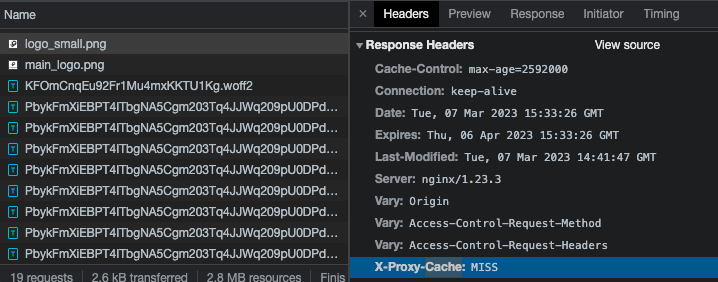 Name
logo_small.png
main_logo.png
KFOmCnqEu92Fr1Mu4mxKKTU1Kg.woff2
PbykFmXiEBPT4ITbgNA5Cgm203Tq4JJWq209pU0DPd...
PbykFmXiEBPT4ITbgNA5Cgm203Tq4JJWq209pU0DPd...
PbykFmXiEBPT4ITbgNA5Cgm203Tq4JJWq209pU0DPd...
PbykFmXiEBPT4ITbgNA5Cgm203Tq4JJWq209pU0DPd...
PbykFmXiEBPT4ITbgNA5Cgm203Tq4JJWq209pU0DPd...
PbykFmXiEBPT4ITbgNA5Cgm203Tq4JJWq209pU0DPd...
PbykFmXiEBPT4ITbgNA5Cgm203Tq4JJWq209pU0DPd...
PbykFmXiEBPT4ITbgNA5Cgm203Tq4JJWq209pU0DPd...
19 requests 2.6 kB transferred 2.8 MB resources Finis
Headers Preview Response Initiator Timing
Response Headers View source
Cache-Control: max-age=2592000
Connection: keep-alive
Date: Tue, 07 Mar 2023 15:33:26 GMT
Expires: Thu, 06 Apr 2023 15:33:26 GMT
Last-Modified: Tue, 07 Mar 2023 14:41:47 GMT
Server: nginx/1.23.3
Vary: Origin
Vary: Access-Control-Request-Method
Vary: Access-Control-Request-Headers
X-Proxy-Cache: MISS